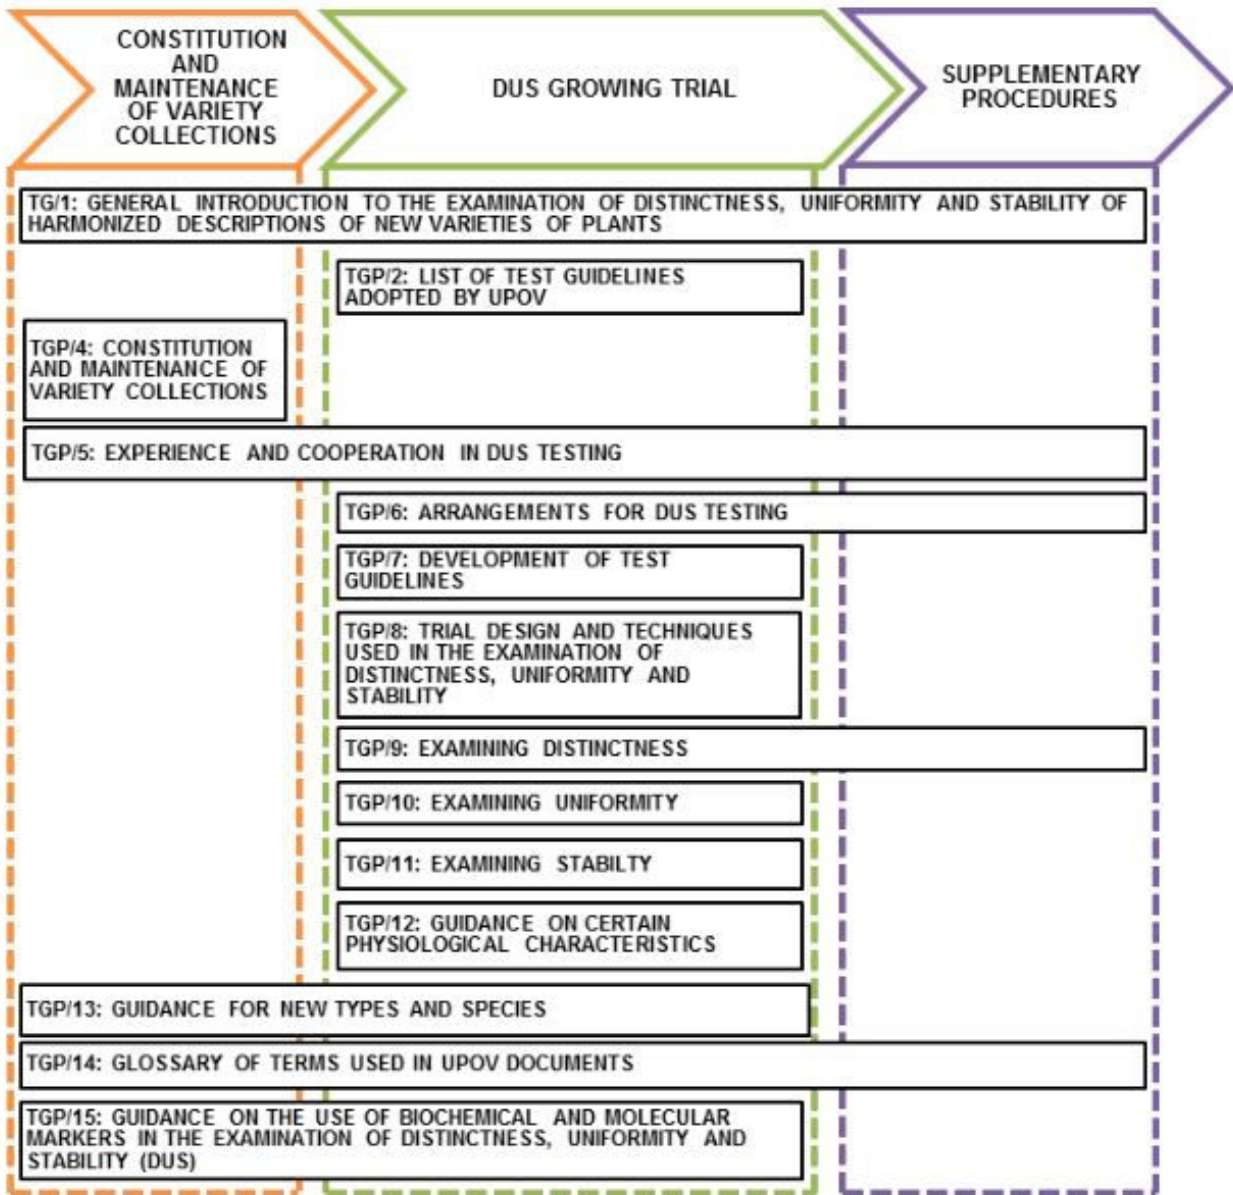 CONSTITUTION
AND
MAINTENANCE
OF VARIETY
COLLECTIONS
DUS GROWING TRIAL
SUPPLEMENTARY
PROCEDURES
TG/1: GENERAL INTRODUCTION TO THE EXAMINATION OF DISTINCTNESS, UNIFORMITY AND STABILITY OF
HARMONIZED DESCRIPTIONS OF NEW VARIETIES OF PLANTS
TGP/2: LIST OF TEST GUIDELINES
ADOPTED BY UPOV
TGP/4: CONSTITUTION
AND MAINTENANCE OF
VARIETY COLLECTIONS
TGP/5: EXPERIENCE AND COOPERATION IN DUS TESTING
TGP/6: ARRANGEMENTS FOR DUS TESTING
TGP/7: DEVELOPMENT OF TEST
GUIDELINES
TGP/8: TRIAL DESIGN AND TECHNIQUES
USED IN THE EXAMINATION OF
DISTINCTNESS, UNIFORMITY AND
STABILITY
TGP/9: EXAMINING DISTINCTNESS
TGP/10: EXAMINING UNIFORMITY
TGP/11: EXAMINING STABILTY
TGP/12: GUIDANCE ON CERTAIN
PHYSIOLOGICAL CHARACTERISTICS
TGP/13: GUIDANCE FOR NEW TYPES AND SPECIES
TGP/14: GLOSSARY OF TERMS USED IN UPOV DOCUMENTS
TGP/15: GUIDANCE ON THE USE OF BIOCHEMICAL AND MOLECULAR
MARKERS IN THE EXAMINATION OF DISTINCTNESS, UNIFORMITY AND
STABILITY (DUS)